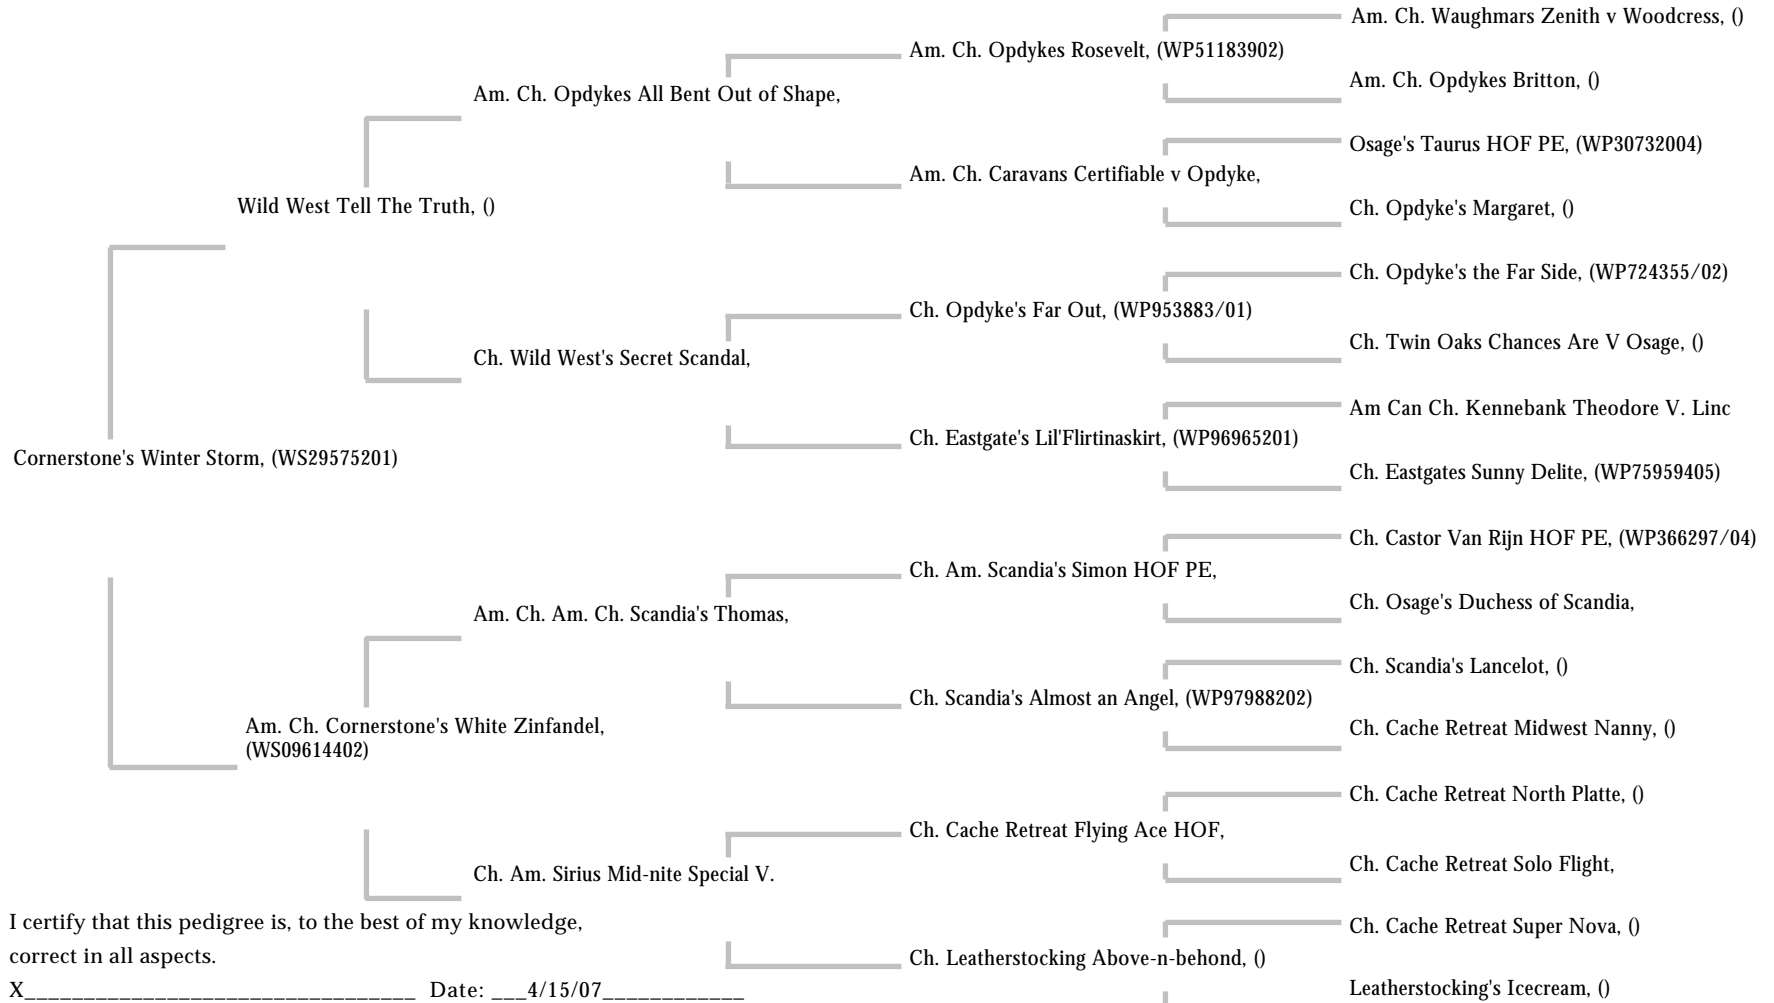 Am. Ch. Waughmars Zenith v Woodcress, ()
Am. Ch. Opdykes Rosevelt, (WP51183902)
Am. Ch. Opdykes Britton, ()
Am. Ch. Opdykes All Bent Out of Shape,
Osage's Taurus HOF PE, (WP30732004)
Am. Ch. Caravans Certifiable v Opdyke,
Ch. Opdyke's Margaret, ()
Wild West Tell The Truth, ()
Ch. Opdyke's the Far Side, (WP724355/02)
Ch. Opdyke's Far Out, (WP953883/01)
Ch. Twin Oaks Chances Are V Osage, ()
Ch. Wild West's Secret Scandal,
Am Can Ch. Kennebank Theodore V. Linc
Ch. Eastgate's Lil'Flirtinaskirt, (WP96965201)
Ch. Eastgates Sunny Delite, (WP75959405)
Cornerstone's Winter Storm, (WS29575201)
Ch. Castor Van Rijn HOF PE, (WP366297/04)
Ch. Am. Scandia's Simon HOF PE,
Ch. Osage's Duchess of Scandia,
Am. Ch. Am. Ch. Scandia's Thomas,
Ch. Scandia's Lancelot, ()
Ch. Scandia's Almost an Angel, (WP97988202)
Ch. Cache Retreat Midwest Nanny, ()
Am. Ch. Cornerstone's White Zinfandel,
(WS09614402)
Ch. Cache Retreat North Platte, ()
Ch. Cache Retreat Flying Ace HOF,
Ch. Cache Retreat Solo Flight,
Ch. Am. Sirius Mid-nite Special V.
Ch. Cache Retreat Super Nova, ()
Ch. Leatherstocking Above-n-behond, ()
Leatherstocking's Icecream, ()
I certify that this pedigree is, to the best of my knowledge,
correct in all aspects.
X_________________________________ Date: ___4/15/07____________